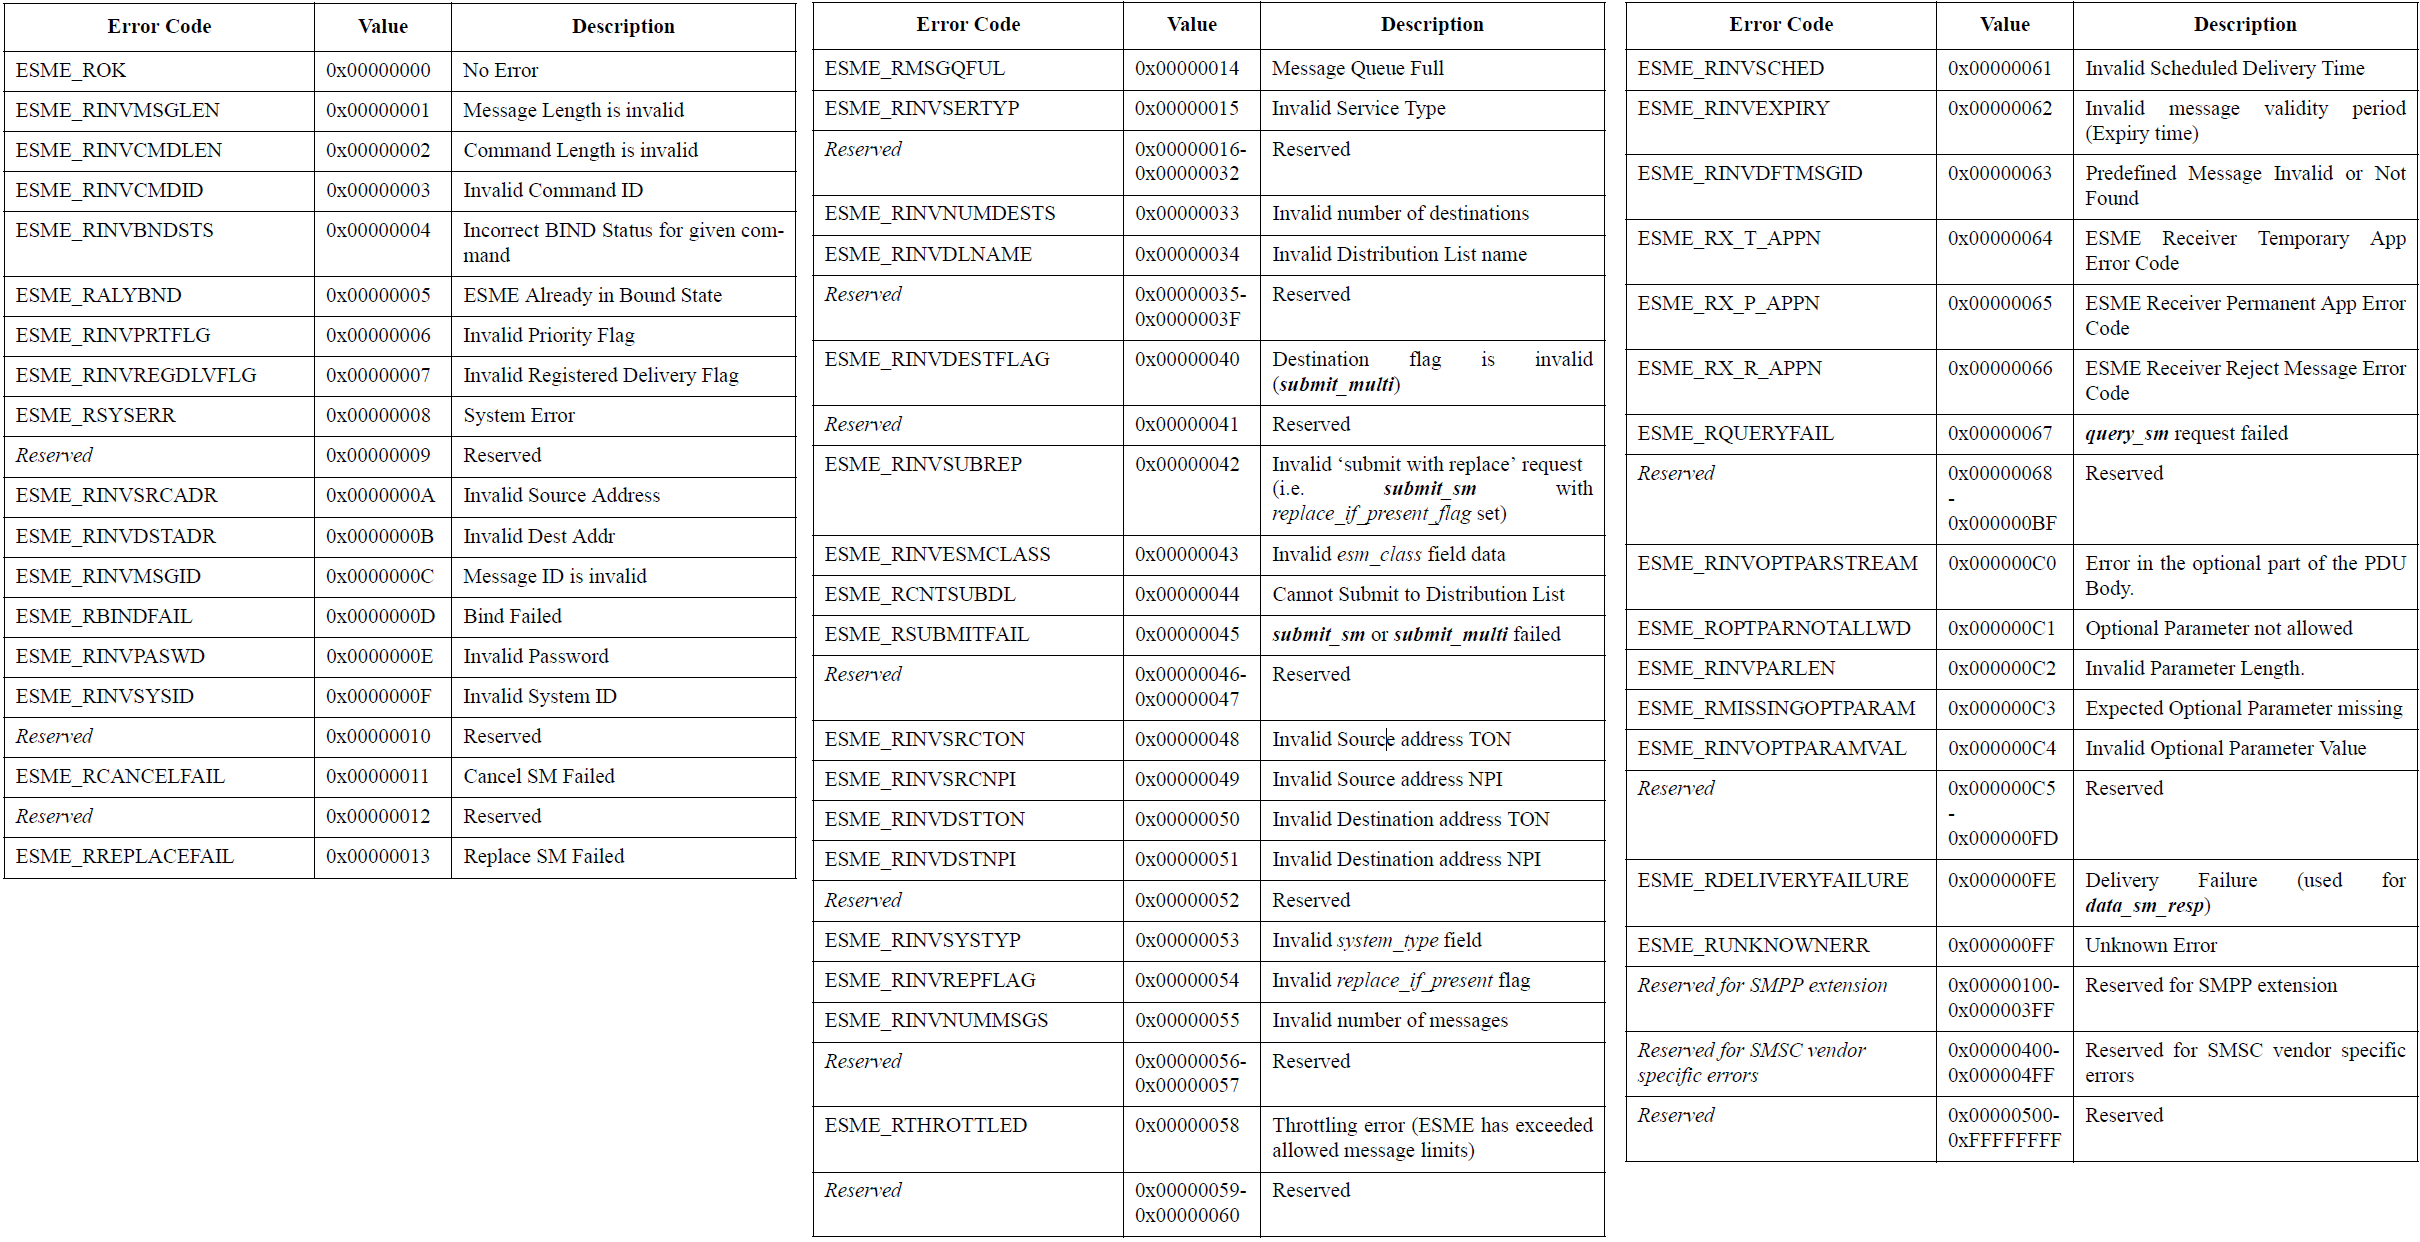 Error Code Value Description
ESME_ROK 0x00000000 No Error
ESME_RINVMSGLEN 0x00000001 Message Length is invalid
ESME_RINVCMDLEN 0x00000002 Command Length is invalid
ESME_RINVCMDID 0x00000003 Invalid Command ID
ESME_RINVBNDSTS 0x00000004 Incorrect BIND Status for given com-
mand
ESME_RALYBND 0x00000005 ESME Already in Bound State
ESME_RINVPRTFLG 0x00000006 Invalid Priority Flag
ESME_RINVREGDLVFLG 0x00000007 Invalid Registered Delivery Flag
ESME_RSYSERR 0x00000008 System Error
Reserved 0x00000009 Reserved
ESME_RINVSRCADR 0x0000000A Invalid Source Address
ESME_RINVDSTADR 0x0000000B Invalid Dest Addr
ESME_RINVMSGID 0x0000000C Message ID is invalid
ESME_RBINDFAIL 0x0000000D Bind Failed
ESME_RINVPASWD 0x0000000E Invalid Password
ESME_RINVSYSID 0x0000000F Invalid System ID
Reserved 0x00000010 Reserved
ESME_RCANCELFAIL 0x00000011 Cancel SM Failed
Reserved 0x00000012 Reserved
ESME_RREPLACEFAIL 0x00000013 Replace SM Failed
Error Code Value Description
ESME_RMSGQFUL 0x00000014 Message Queue Full
ESME_RINVSERTYP 0x00000015 Invalid Service Type
Reserved 0x00000016- Reserved
0x00000032
ESME_RINVNUMDESTS 0x00000033 Invalid number of destinations
ESME_RINVDLNAME 0x00000034 Invalid Distribution List name
Reserved 0x00000035- Reserved
0x0000003F
ESME_RINVDESTFLAG 0x00000040 Destination flag is invalid
(submit_multi)
Reserved 0x00000041 Reserved
ESME_RINVSUBREP 0x00000042 Invalid ‘submit with replace’ request
(i.e. submit_sm with
replace_if_present_flag set)
ESME_RINVESMCLASS 0x00000043 Invalid esm_class field data
ESME_RCNTSUBDL 0x00000044 Cannot Submit to Distribution List
ESME_RSUBMITFAIL 0x00000045 submit_sm or submit_multi failed
Reserved 0x00000046- Reserved
0x00000047
ESME_RINVSRCTON 0x00000048 Invalid Source address TON
ESME_RINVSRCNPI 0x00000049 Invalid Source address NPI
ESME_RINVDSTTON 0x00000050 Invalid Destination address TON
ESME_RINVDSTNPI 0x00000051 Invalid Destination address NPI
Reserved 0x00000052 Reserved
ESME_RINVSYSTYP 0x00000053 Invalid system_type field
ESME_RINVREPFLAG 0x00000054 Invalid replace_if_present flag
ESME_RINVNUMMSGS 0x00000055 Invalid number of messages
Reserved 0x00000056- Reserved
0x00000057
ESME_RTHROTTLED 0x00000058 Throttling error (ESME has exceeded
allowed message limits)
Reserved 0x00000059- Reserved
0x00000060
Error Code Value Description
ESME_RINVSCHED 0x00000061 Invalid Scheduled Delivery Time
ESME_RINVEXPIRY 0x00000062 Invalid message validity period
(Expiry time)
ESME_RINVDFTMSGID 0x00000063 Predefined Message Invalid or Not
Found
ESME_RX_T_APPN 0x00000064 ESME Receiver Temporary App
Error Code
ESME_RX_P_APPN 0x00000065 ESME Receiver Permanent App Error
Code
ESME_RX_R_APPN 0x00000066 ESME Receiver Reject Message Error
Code
ESME_RQUERYFAIL 0x00000067 query_sm request failed
Reserved 0x00000068 Reserved
-
0x000000BF
ESME_RINVOPTPARSTREAM 0x000000C0 Error in the optional part of the PDU
Body.
ESME_ROPTPARNOTALLWD 0x000000C1 Optional Parameter not allowed
ESME_RINVPARLEN 0x000000C2 Invalid Parameter Length.
ESME_RMISSINGOPTPARAM 0x000000C3 Expected Optional Parameter missing
ESME_RINVOPTPARAMVAL 0x000000C4 Invalid Optional Parameter Value
Reserved 0x000000C5 Reserved
-
0x000000FD
ESME_RDELIVERYFAILURE 0x000000FE Delivery Failure (used for
data_sm_resp)
ESME_RUNKNOWNERR 0x000000FF Unknown Error
Reserved for SMPP extension 0x00000100- Reserved for SMPP extension
0x000003FF
Reserved for SMSC vendor 0x00000400- Reserved for SMSC vendor specific
specific errors 0x000004FF errors
Reserved 0x00000500- Reserved
0xFFFFFFFF